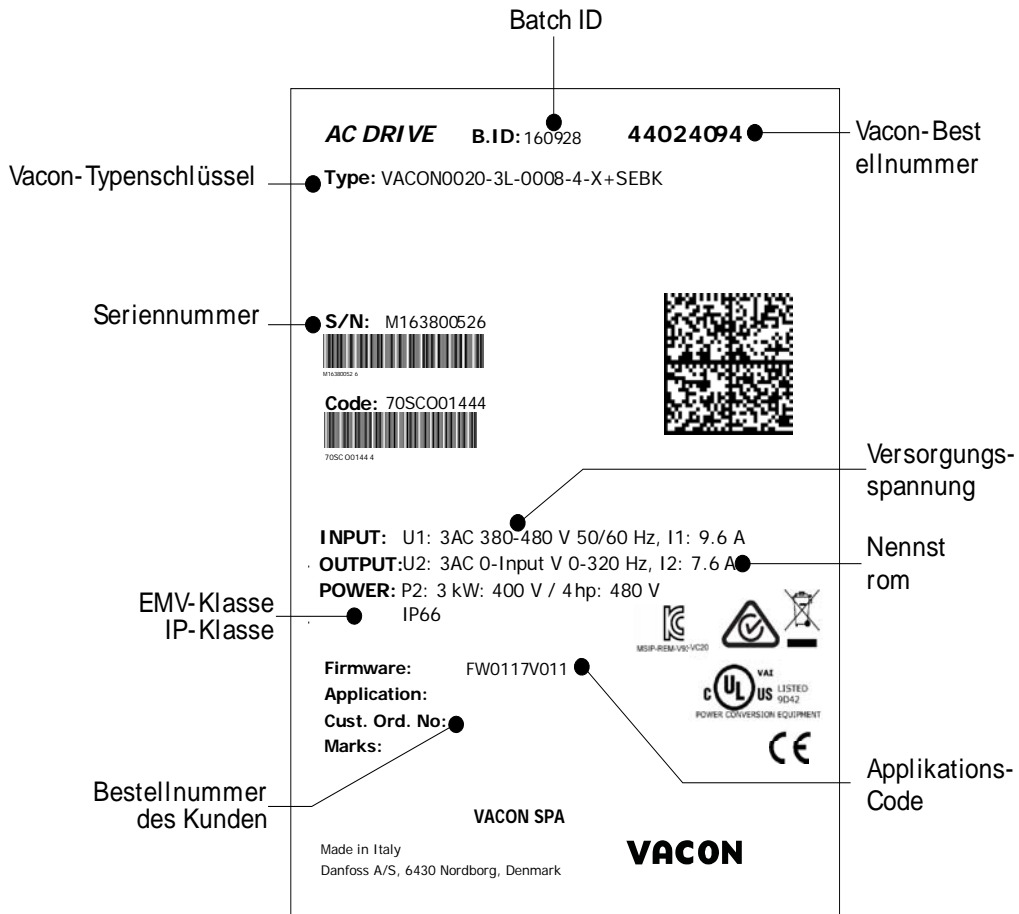 Batch ID
AC DRIVE B.ID: 160928 44024094
Vacon-Best
ellnummer
Vacon-Typenschlüssel
Type: VACON0020-3L-0008-4-X+SEBK
Seriennummer
S/N: M163800526
M16380052 6
Code: 70SCO01444
70SC O0144 4
Versorgungs-
spannung
INPUT: U1: 3AC 380-480 V 50/60 Hz, I1: 9.6 A
OUTPUT: U2: 3AC 0-Input V 0-320 Hz, I2: 7.6 A
Nennst
rom
POWER: P2: 3 kW: 400 V / 4hp: 480 V
IP66
EMV-Klasse
IP-Klasse
MSIP-REM-V90-VC20
Firmware: FW0117V011
Application:
Cust. Ord. No:
Marks:
VAI
C UL US LISTED
9D42
POWER CONVERSION EQUIPMENT
CE
Applikations-
Code
Bestellnummer
des Kunden
VACON SPA
Made in Italy
Danfoss A/S, 6430 Nordborg, Denmark
VACON